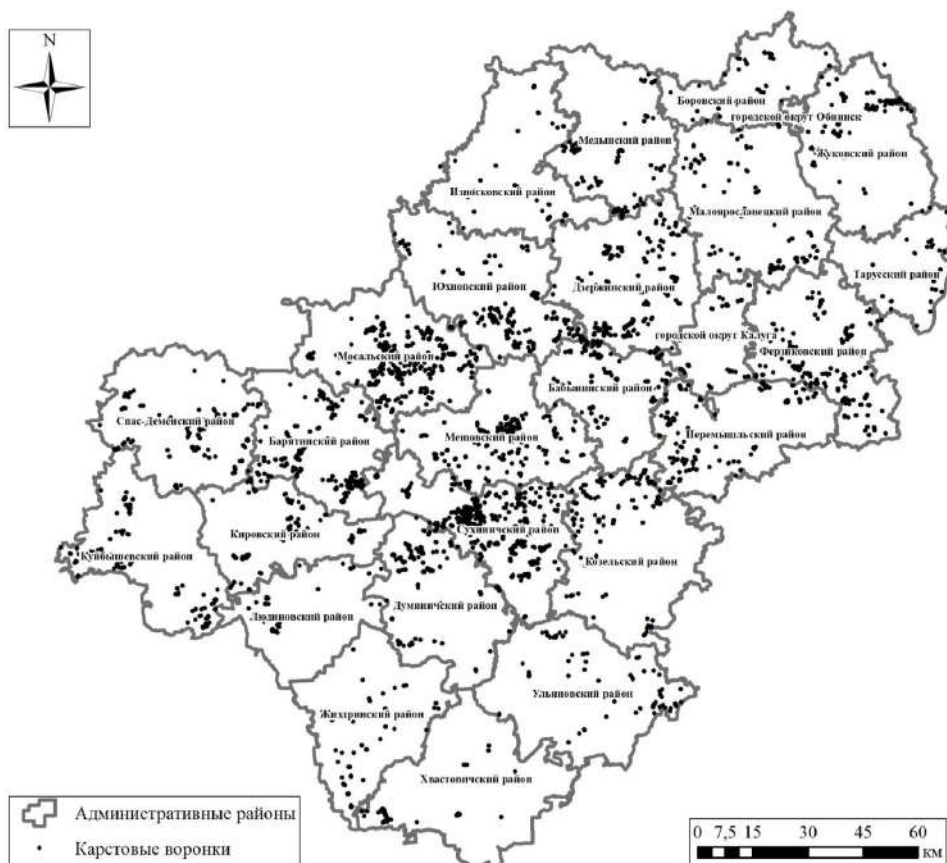 N
Боровский район
городской округ Обнинск
Медынский район
Жуковский район
Износковский район
Малоярославецкий район
Тарусский район
Юхновский район
Дзержинский район
городской округ Калуга
Мосальский район
Ферзиковский район
Бабынинский район
Спас-Деменский район
Барятинский район
Мещовский район
Перемышльский район
Сухиничский район
Кировский район
Куйбышевский район
Козельский район
Думиничский район
Людиновский район
Ульяновский район
Жиздринский район
Хвастовичский район
Административные районы
Карстовые воронки
0 7,5 15 30 45 60
км